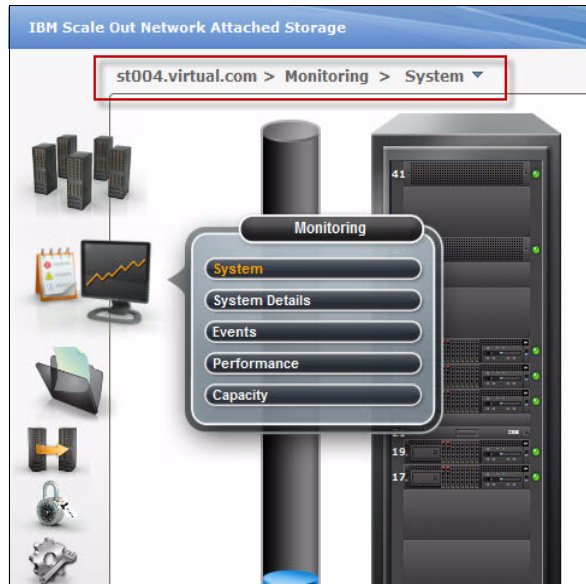 IBM Scale Out Network Attached Storage
st004.virtual.com > Monitoring > System
41
Monitoring
System
System Details
Events
Performance
Capacity
IBM
19
17